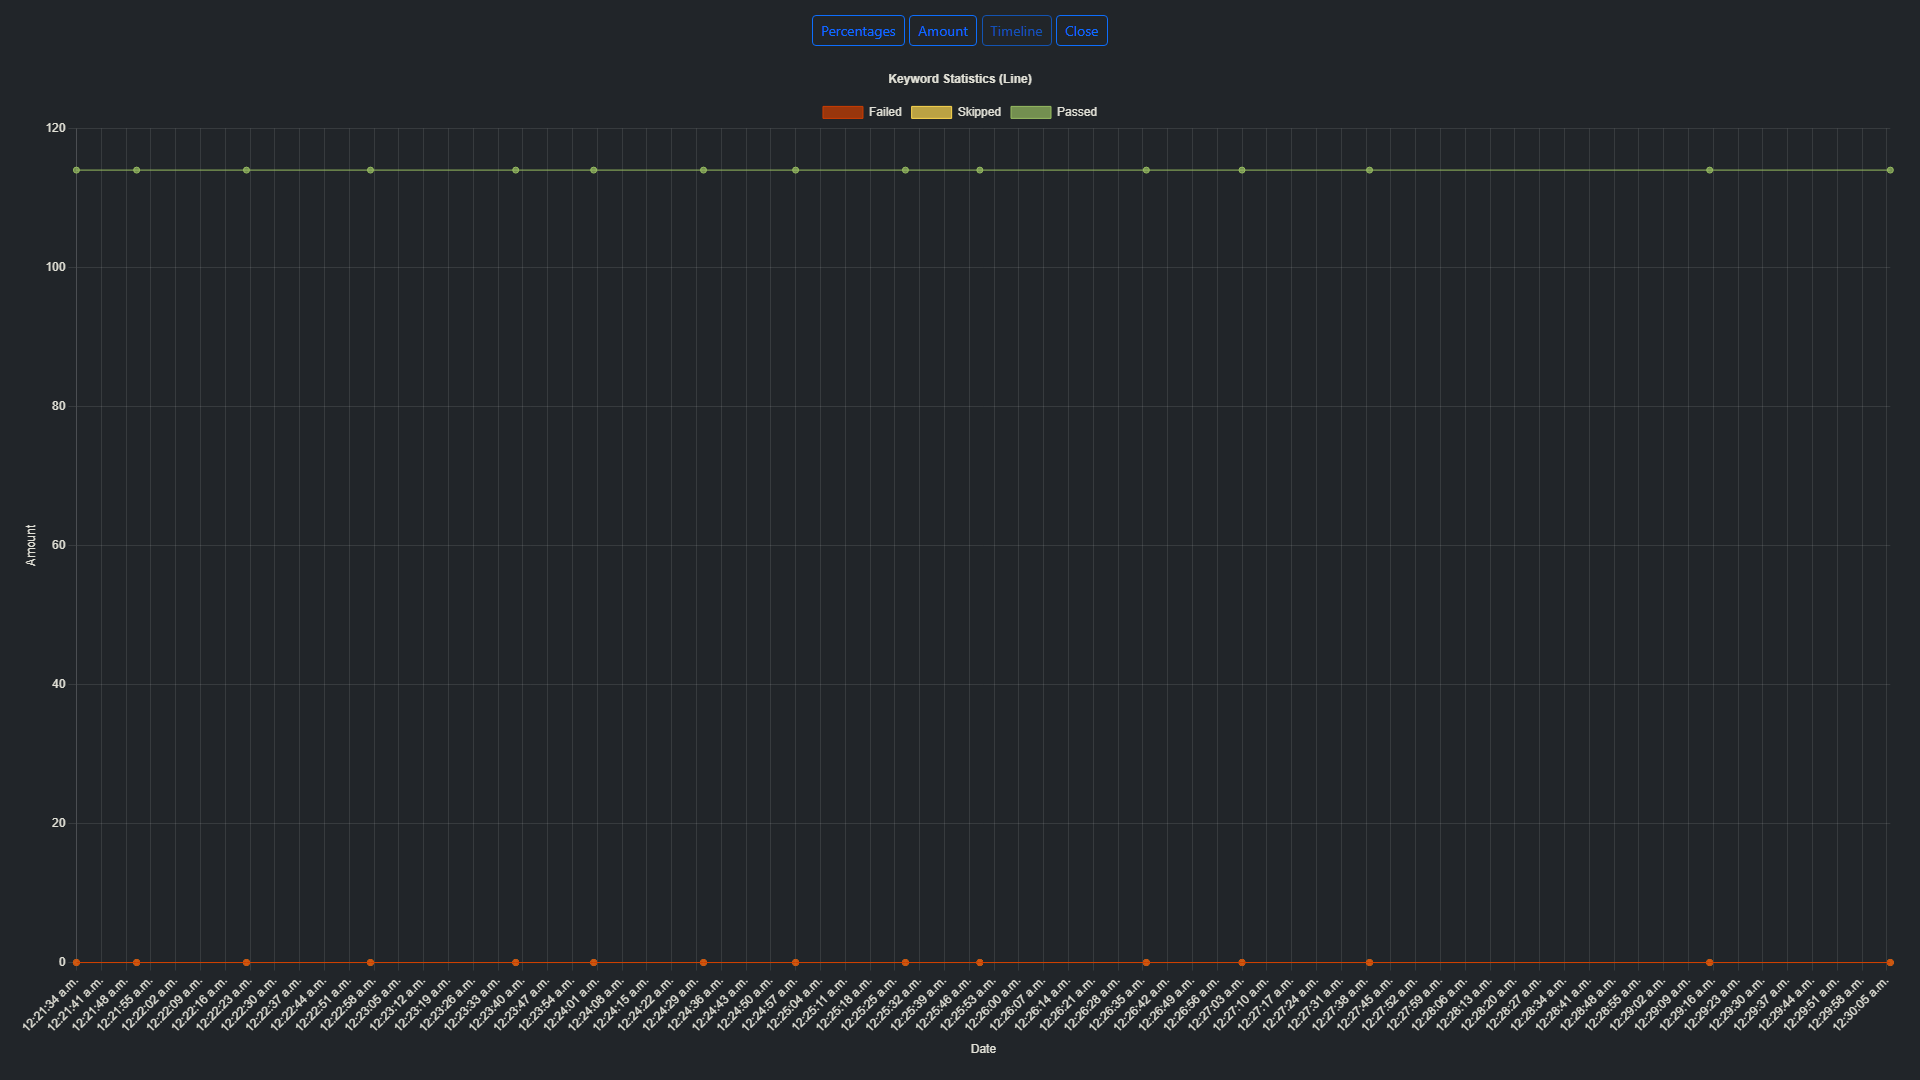 Percentages Amount Timeline Close
Keyword Statistics (Line)
Failed Skipped Passed
120
100
80
60
40
20
0
Amount
12:21:34 a.m.
12:21:41 a.m.
12:21:48 a.m.
12:21:55 a.m.
12:22:02 a.m.
12:22:09 a.m.
12:22:16 a.m.
12:22:23 a.m.
12:22:30 a.m.
12:22:37 a.m.
12:22:44 a.m.
12:22:51 a.m.
12:22:58 a.m.
12:23:05 a.m.
12:23:12 a.m.
12:23:19 a.m.
12:23:26 a.m.
12:23:33 a.m.
12:23:40 a.m.
12:23:47 a.m.
12:23:54 a.m.
12:24:01 a.m.
12:24:08 a.m.
12:24:15 a.m.
12:24:22 a.m.
12:24:29 a.m.
12:24:36 a.m.
12:24:43 a.m.
12:24:50 a.m.
12:24:57 a.m.
12:25:04 a.m.
12:25:11 a.m.
12:25:18 a.m.
12:25:25 a.m.
12:25:32 a.m.
12:25:39 a.m.
12:25:46 a.m.
12:25:53 a.m.
12:26:00 a.m.
12:26:07 a.m.
12:26:14 a.m.
12:26:21 a.m.
12:26:28 a.m.
12:26:35 a.m.
12:26:42 a.m.
12:26:49 a.m.
12:26:56 a.m.
12:27:03 a.m.
12:27:10 a.m.
12:27:17 a.m.
12:27:24 a.m.
12:27:31 a.m.
12:27:38 a.m.
12:27:45 a.m.
12:27:52 a.m.
12:27:59 a.m.
12:28:06 a.m.
12:28:13 a.m.
12:28:20 a.m.
12:28:27 a.m.
12:28:34 a.m.
12:28:41 a.m.
12:28:48 a.m.
12:28:55 a.m.
12:29:02 a.m.
12:29:09 a.m.
12:29:16 a.m.
12:29:23 a.m.
12:29:30 a.m.
12:29:37 a.m.
12:29:44 a.m.
12:29:51 a.m.
12:29:58 a.m.
12:30:05 a.m.
Date